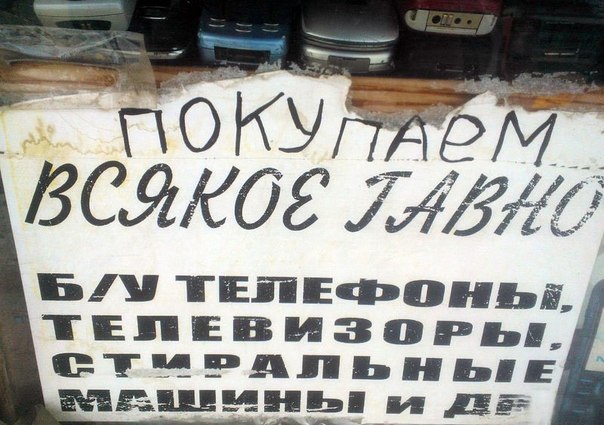 ПОКУПАЕМ
ВСЯКОЕ ГАВНО
Б/У ТЕЛЕФОНЫ,
ТЕЛЕВИЗОРЫ,
СТИРАЛЬНЫЕ
МАШИНЫ и ДР